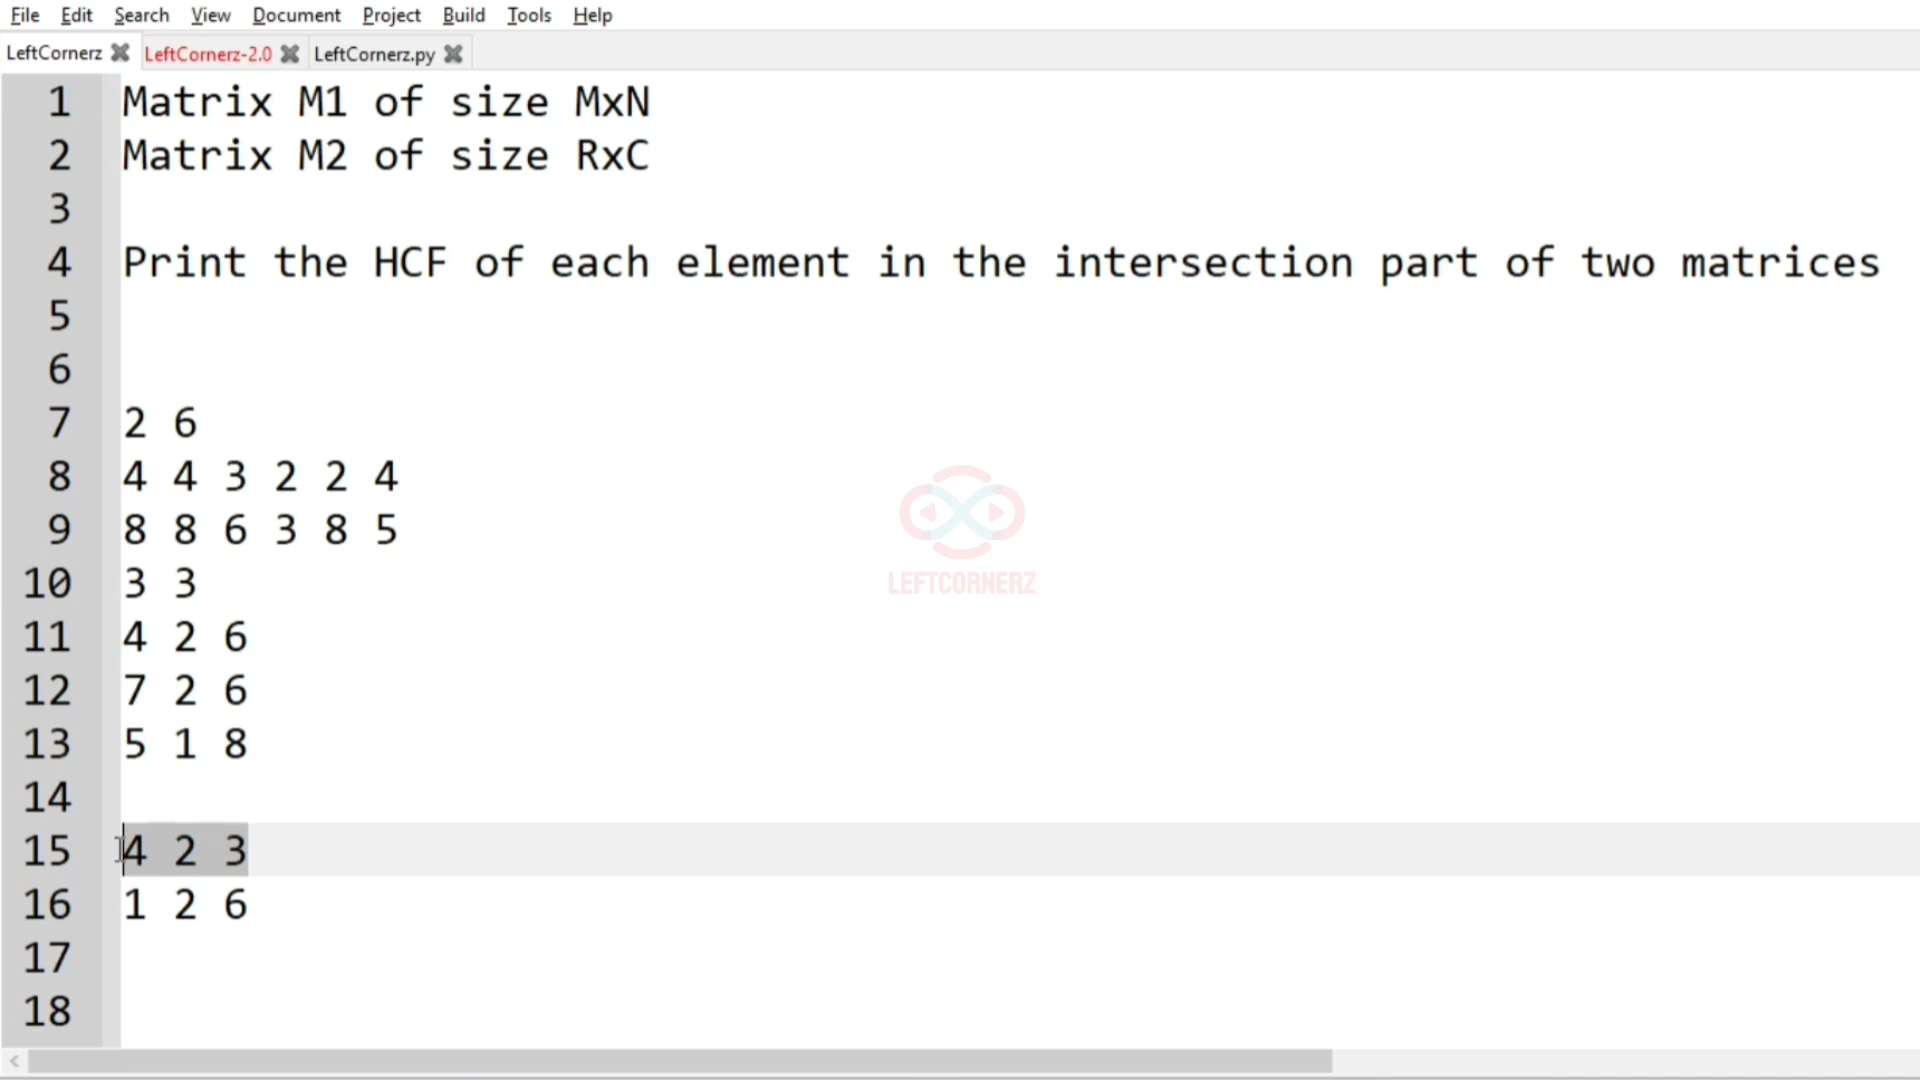 File Edit Search View Document Project Build Tools Help
LeftCornerz LeftCornerz-2.0 LeftCornerz.py
1 Matrix M1 of size MxN
2 Matrix M2 of size RxC
3
4 Print the HCF of each element in the intersection part of two matrices
5
6
7 2 6
8 4 4 3 2 2 4
9 8 8 6 3 8 5
10 3 3
11 4 2 6
12 7 2 6
13 5 1 8
14
15 4 2 3
16 1 2 6
17
18
LEFTCORNERZ